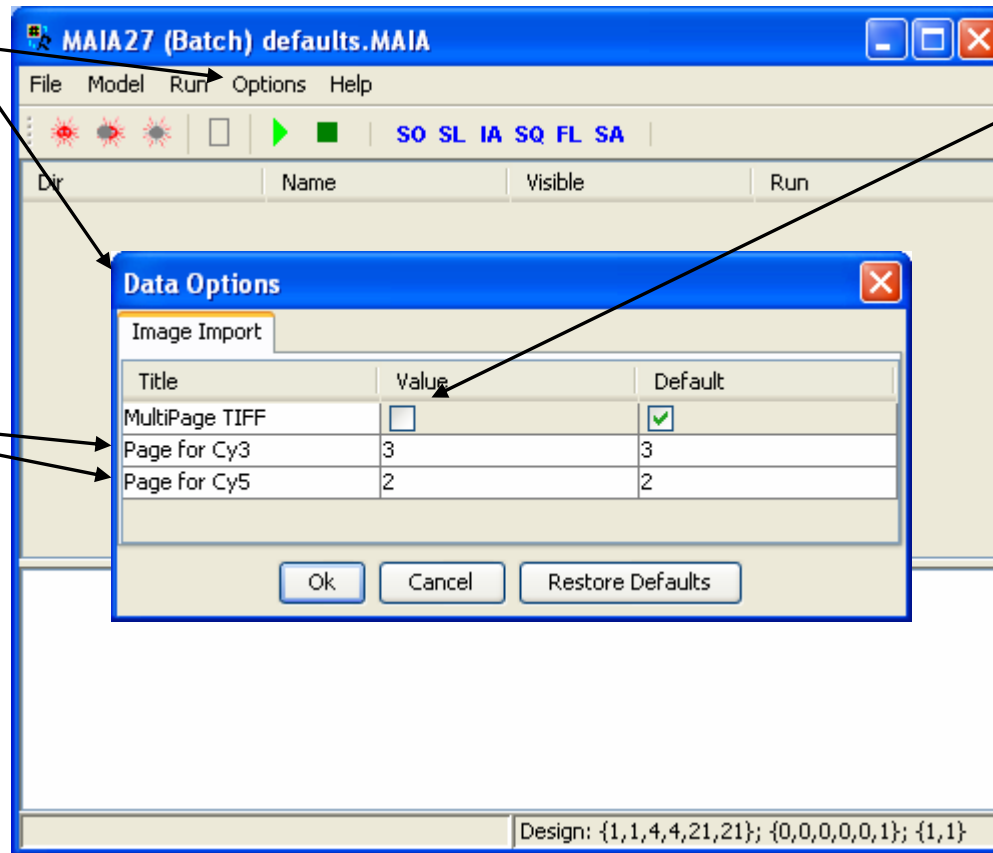 MAIA27 (Batch) defaults.MAIA
File Model Run Options Help
SO SL IA SQ FL SA
Dir Name Visible Run
Data Options
Image Import
Title Value Default
MultiPage TIFF
Page for Cy3 3 3
Page for Cy5 2 2
Ok Cancel Restore Defaults
Design: {1,1,4,4,21,21}; {0,0,0,0,0,1}; {1,1}